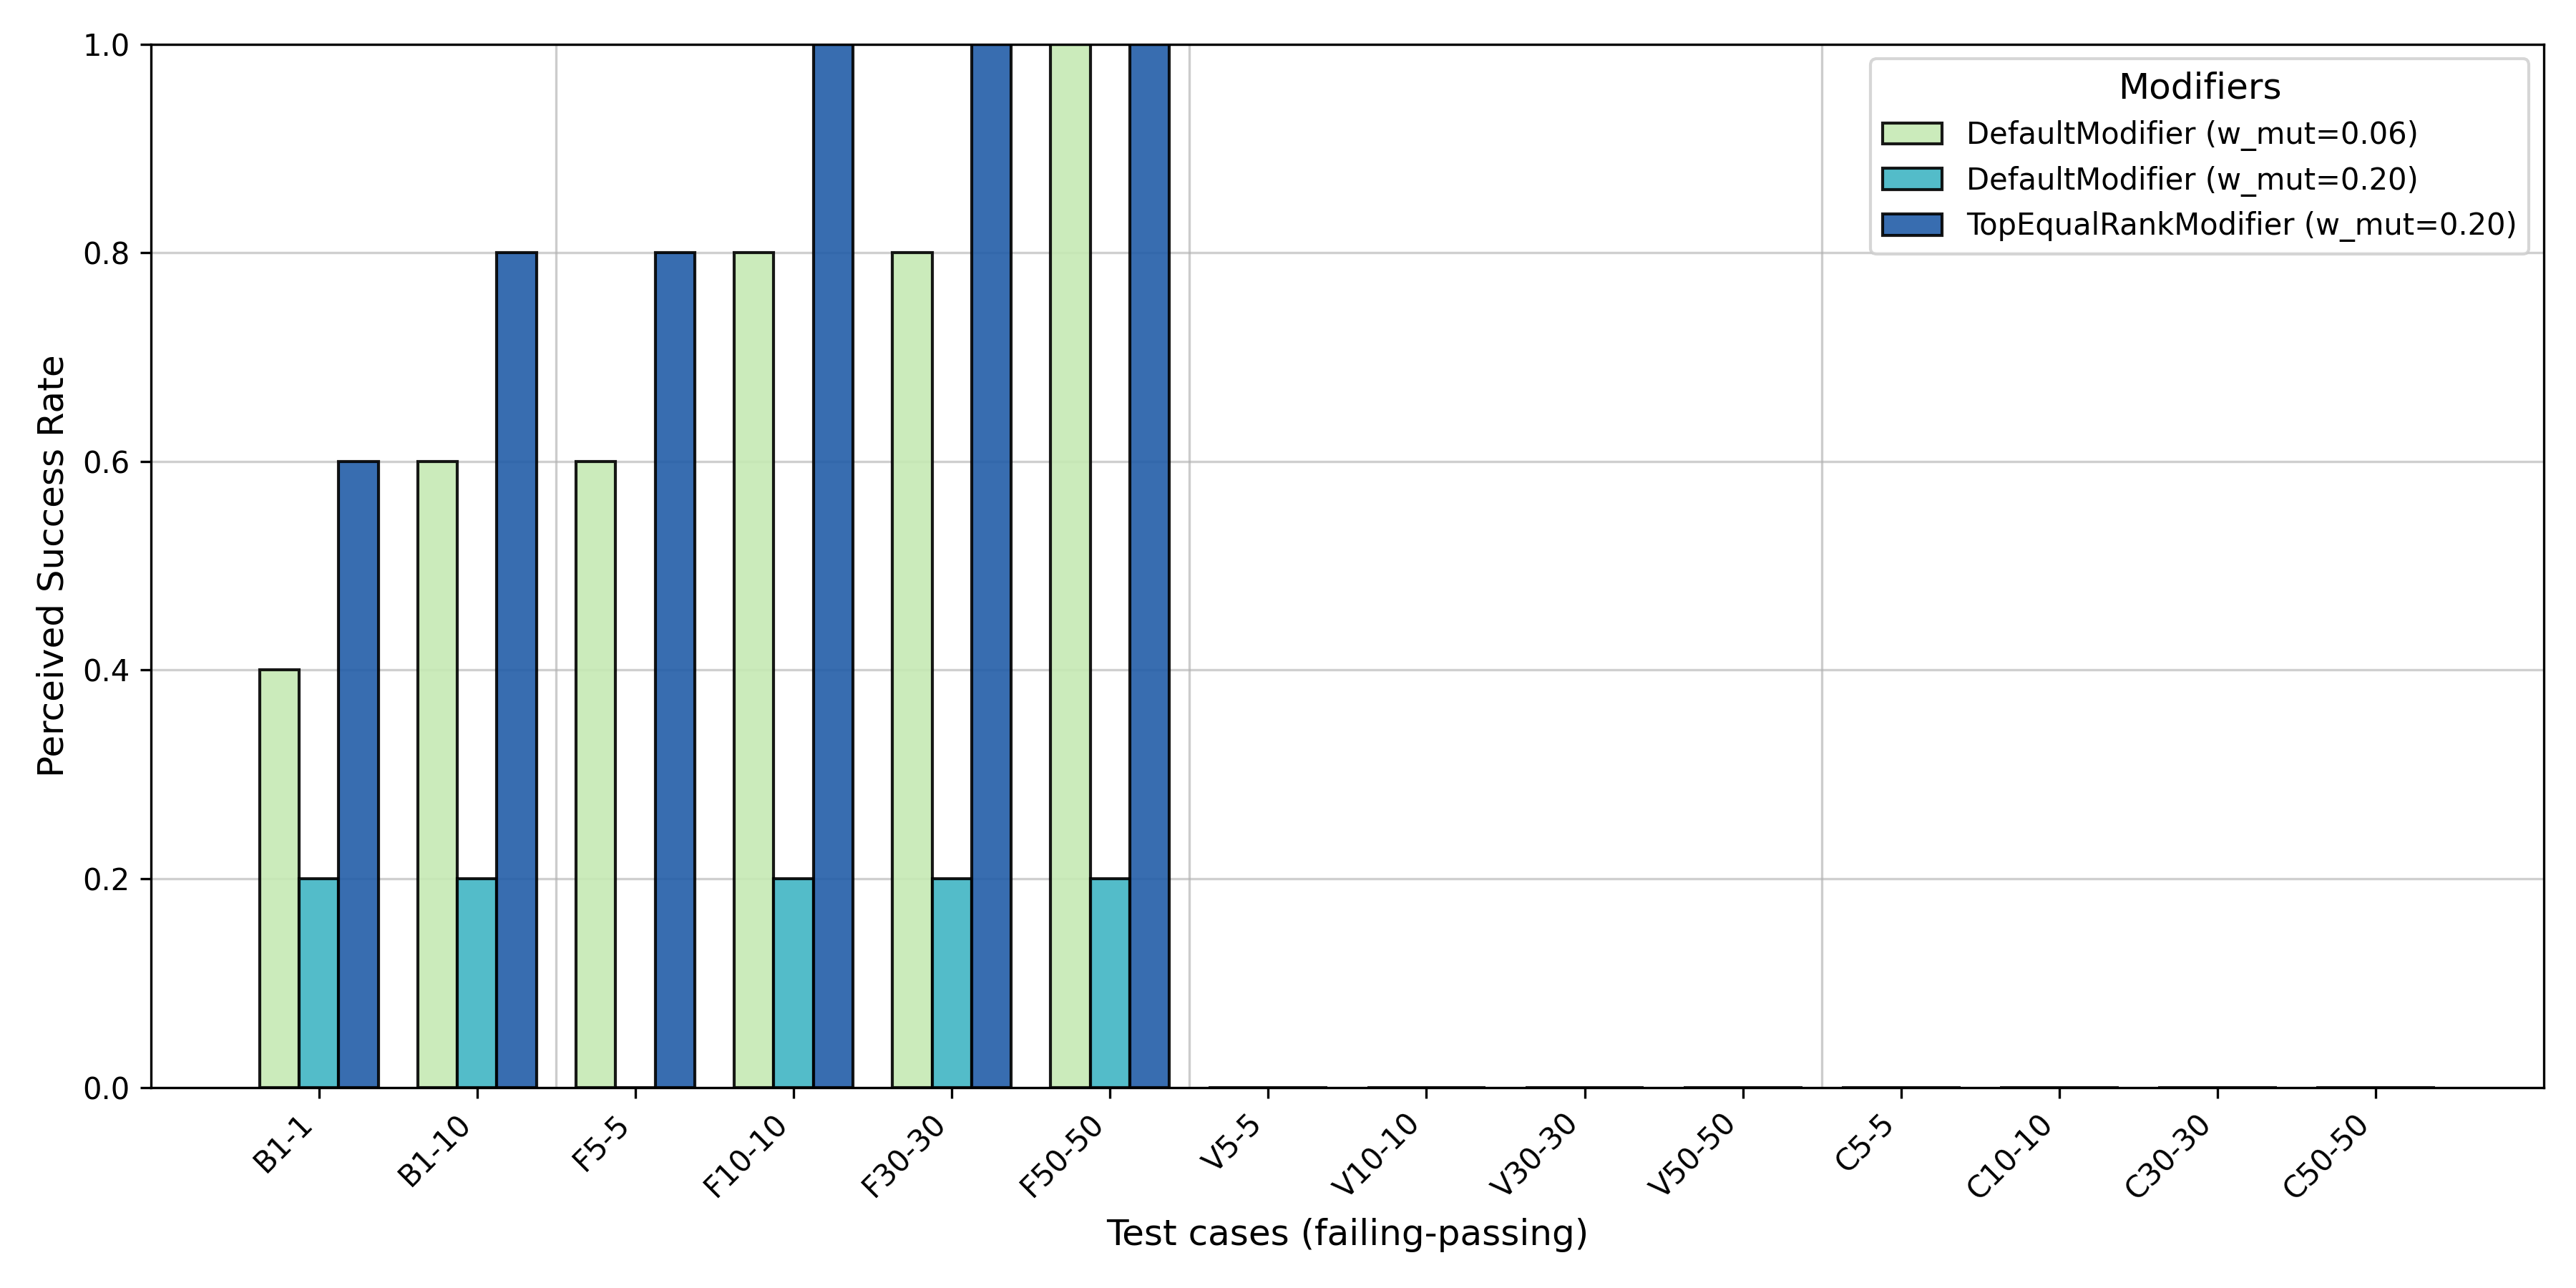 1.0
0.8
0.6
0.4
0.2
0.0
Perceived Success Rate
Modifiers
DefaultModifier (w_mut=0.06)
DefaultModifier (w_mut=0.20)
TopEqualRankModifier (w_mut=0.20)
B1-1
B1-10
F5-5
F10-10
F30-30
F50-50
V5-5
V10-10
V30-30
V50-50
C5-5
C10-10
C30-30
C50-50
Test cases (failing-passing)